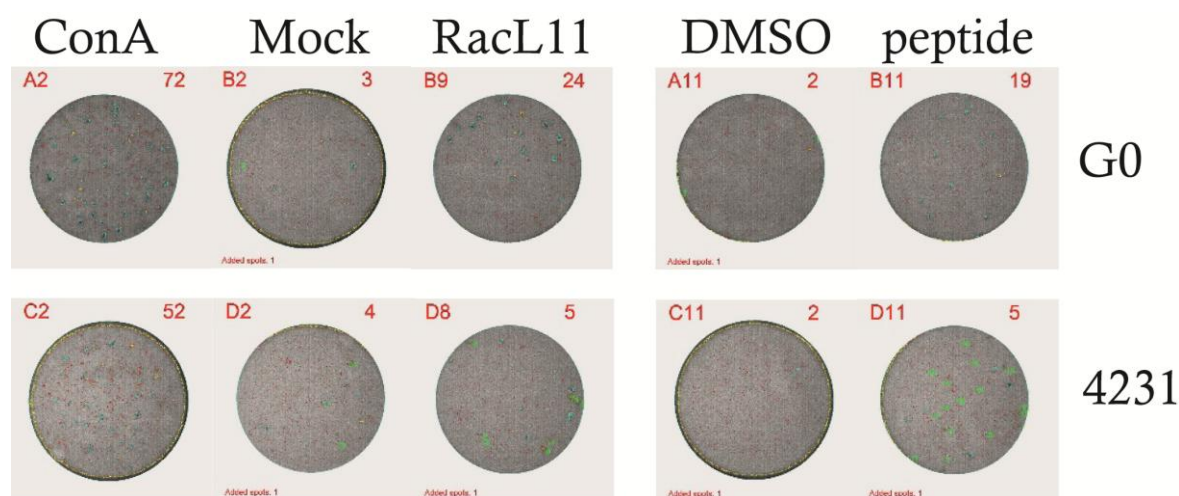 ConA Mock RacL11 DMSO peptide
A2 72 B2 3 B9 24 A11 2 B11 19
G0
Added spots: 1 Added spots: 1
C2 52 D2 4 D8 5 C11 2 D11 5
4231
Added spots: 1 Added spots: 1 Added spots: 1 Added spots: 1